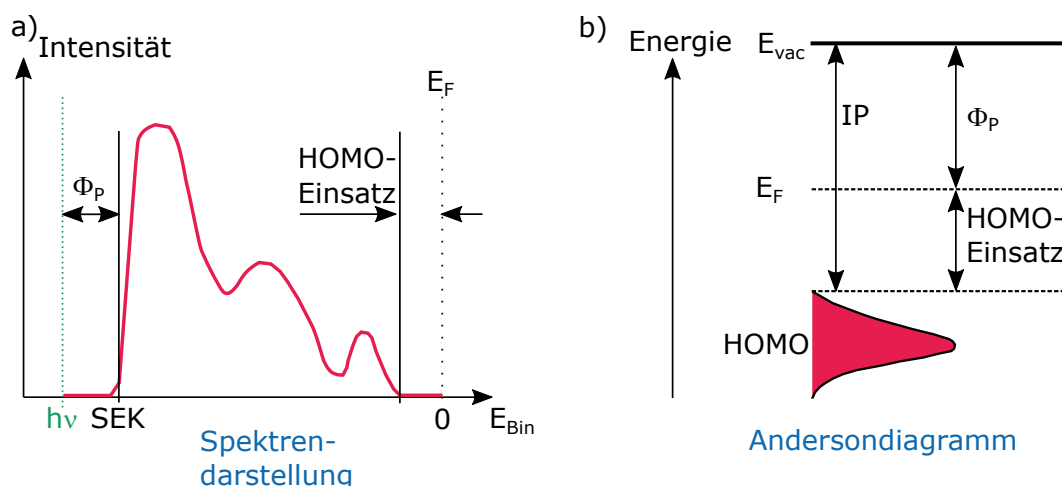 a)
Intensität
E_F
HOMO-
Einsatz
Φ_P
hν
SEK
0
E_Bin
Spektren-
darstellung
b)
Energie
E_vac
IP
Φ_P
E_F
HOMO-
Einsatz
HOMO
Andersondiagramm